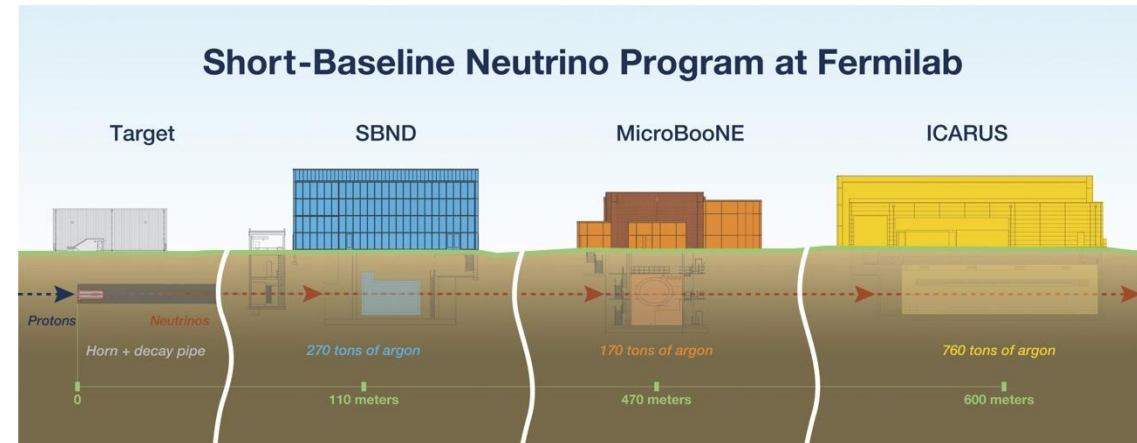 Short-Baseline Neutrino Program at Fermilab
Target
SBND
MicroBooNE
ICARUS
Protons
Neutrinos
Horn + decay pipe
270 tons of argon
170 tons of argon
760 tons of argon
0
110 meters
470 meters
600 meters